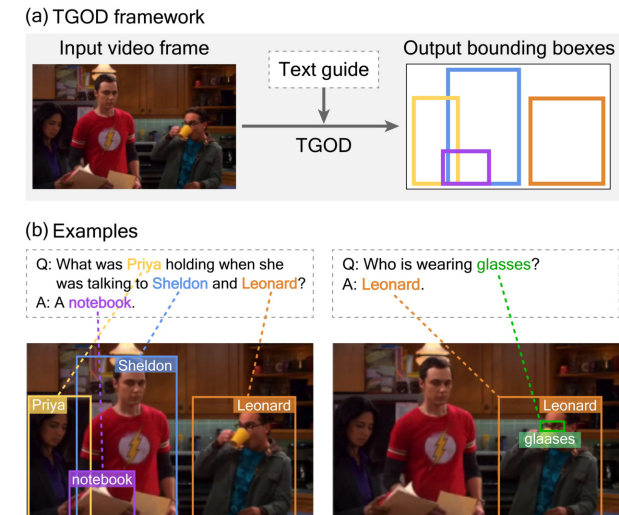 (a) TGOD framework
Input video frame
Text guide
TGOD
Output bounding boexes
(b) Examples
Q: What was Priya holding when she
was talking to Sheldon and Leonard?
A: A notebook.
Q: Who is wearing glasses?
A: Leonard.
Sheldon
Priya
Leonard
notebook
Leonard
glaases